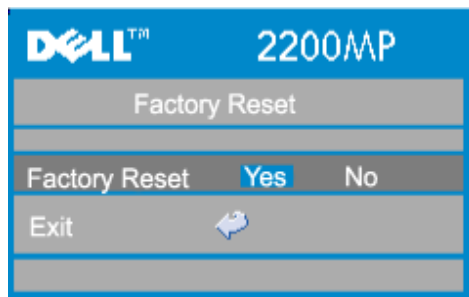 DELL™ 2200MP
Factory Reset
Factory Reset Yes No
Exit